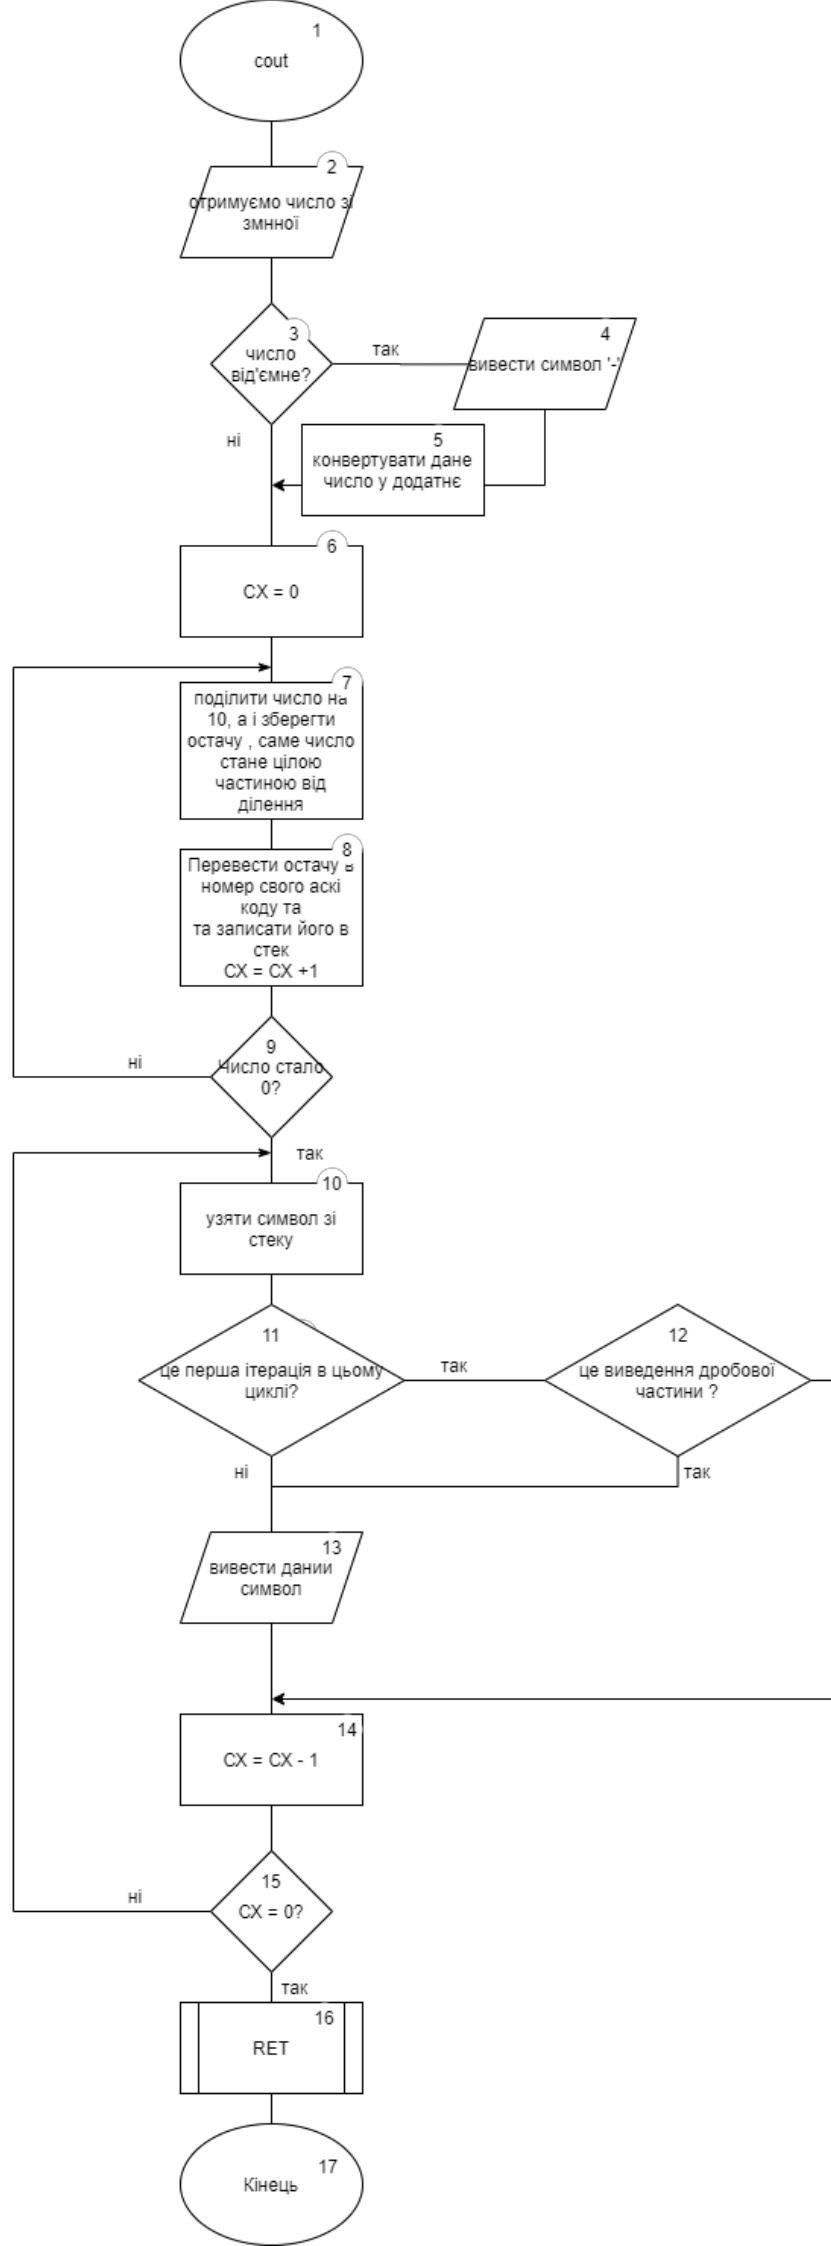 1
cout
2
отримуємо число зі
змнної
3
число
від'ємне?
так
4
вивести символ '-'
ні
5
конвертувати дане
число у додатнє
6
CX = 0
7
поділити число на
10, а і зберегти
остачу , саме число
стане цілою
частиною від
ділення
8
Перевести остачу в
номер свого аскі
коду та
та записати його в
стек
CX = CX +1
9
Число стало
0?
ні
так
10
узяти символ зі
стеку
11
це перша ітерація в цьому
циклі?
так
12
це виведення дробової
частини ?
ні
так
13
вивести дании
символ
14
CX = CX - 1
15
CX = 0?
ні
так
16
RET
17
Кінець